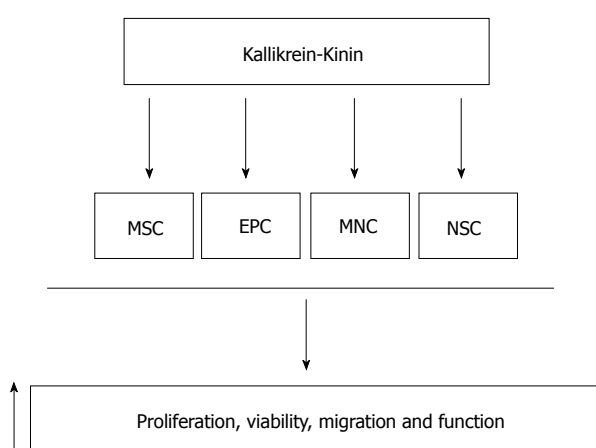 Kallikrein-Kinin
MSC EPC MNC NSC
Proliferation, viability, migration and function